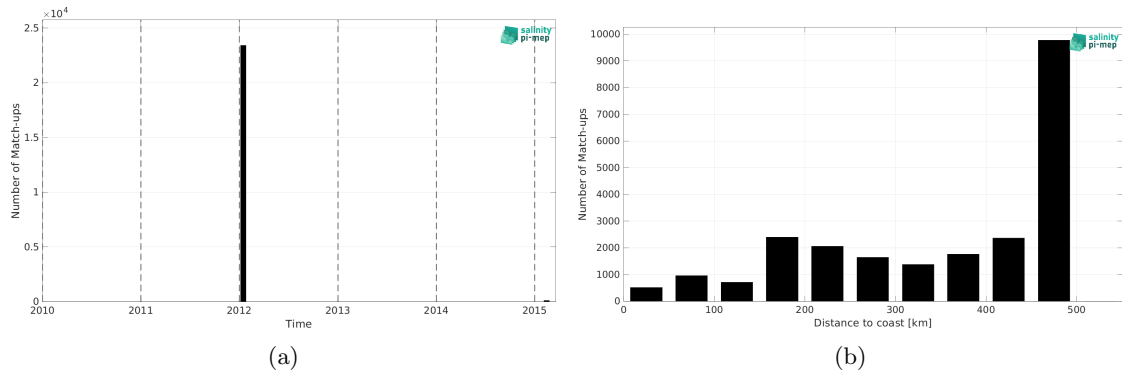 ×10⁴
2.5
2
1.5
1
0.5
0
2010 2011 2012 2013 2014 2015
Time
Number of Match-ups
salinity
pi-mep
(a)
10000
9000
8000
7000
6000
5000
4000
3000
2000
1000
0
0 100 200 300 400 500
Distance to coast [km]
Number of Match-ups
salinity
pi-mep
(b)